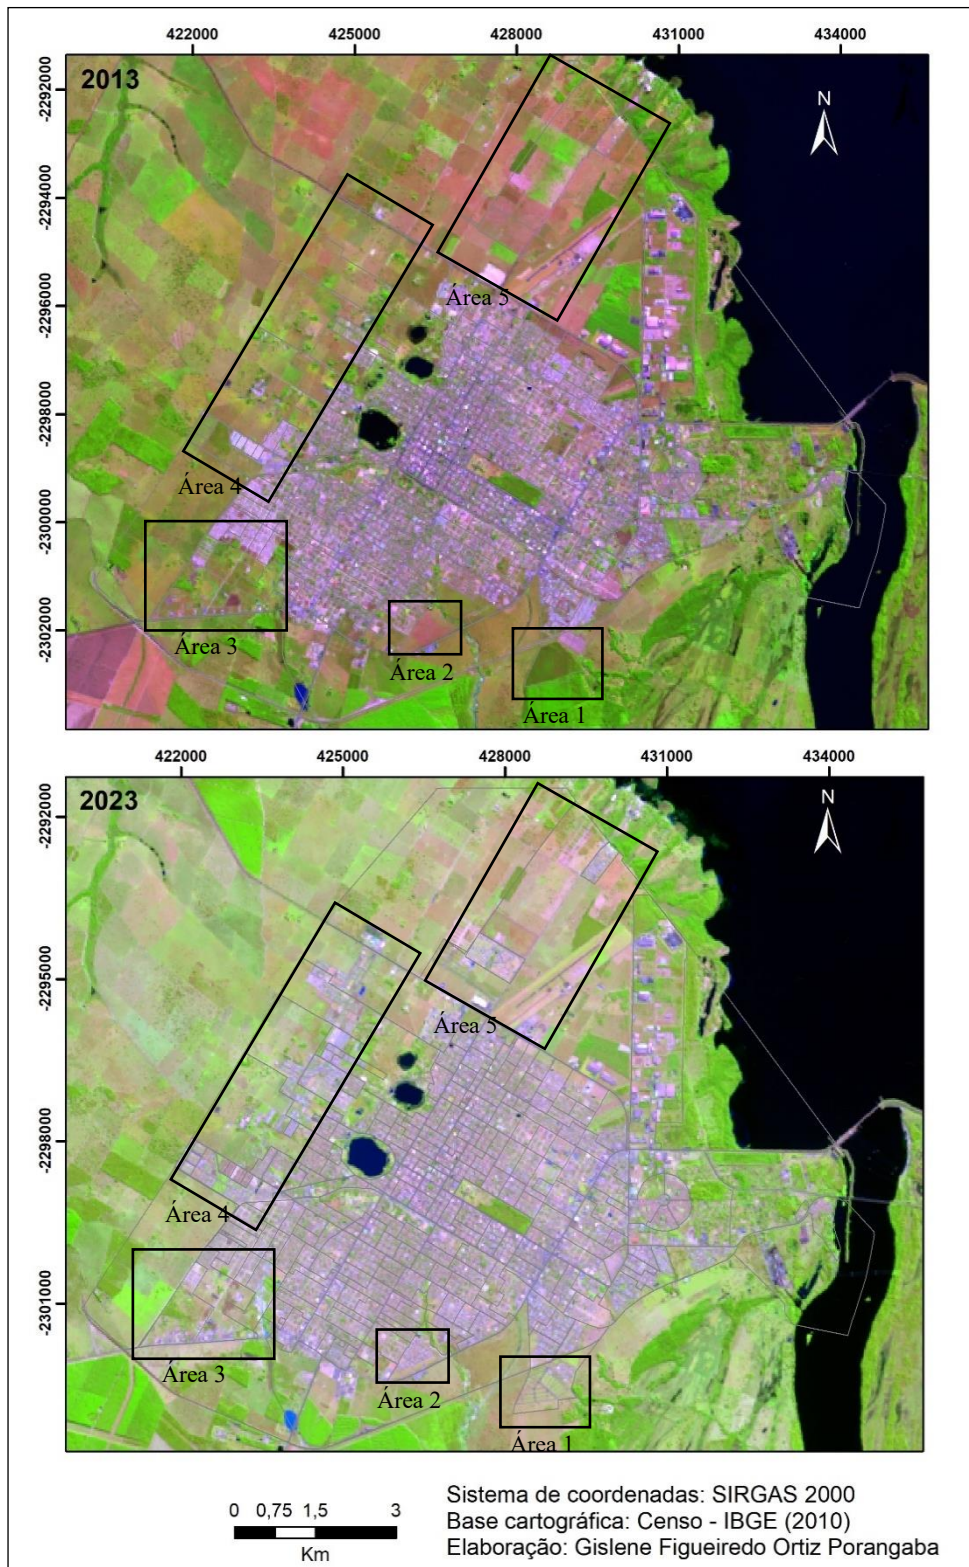 422000 425000 428000 431000 434000
2013
N
-2292000
-2294000
-2296000
-2298000
-2300000
-2302000
Área 5
Área 4
Área 3
Área 2
Área 1
422000 425000 428000 431000 434000
2023
N
-2292000
-2295000
-2298000
-2301000
Área 5
Área 4
Área 3
Área 2
Área 1
0 0,75 1,5 3
Km
Sistema de coordenadas: SIRGAS 2000
Base cartográfica: Censo - IBGE (2010)
Elaboração: Gislene Figueiredo Ortiz Porangaba